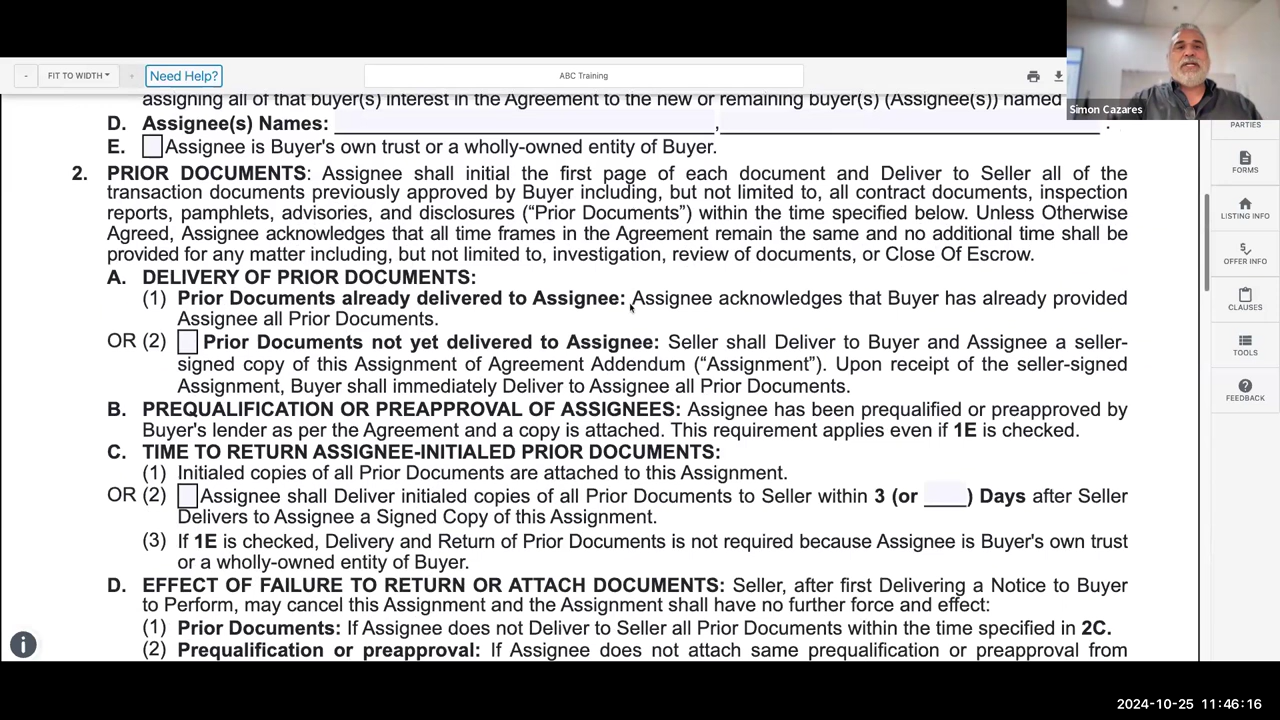 - FIT TO WIDTH + Need Help? ABC Training
Simon Cazares
assigning all of that buyer(s) interest in the Agreement to the new or remaining buyer(s) (Assignee(s)) named
D. Assignee(s) Names: ____, ____.
E. Assignee is Buyer's own trust or a wholly-owned entity of Buyer.
2. PRIOR DOCUMENTS: Assignee shall initial the first page of each document and Deliver to Seller all of the
transaction documents previously approved by Buyer including, but not limited to, all contract documents, inspection
reports, pamphlets, advisories, and disclosures ("Prior Documents") within the time specified below. Unless Otherwise
Agreed, Assignee acknowledges that all time frames in the Agreement remain the same and no additional time shall be
provided for any matter including, but not limited to, investigation, review of documents, or Close Of Escrow.
A. DELIVERY OF PRIOR DOCUMENTS:
(1) Prior Documents already delivered to Assignee: Assignee acknowledges that Buyer has already provided
Assignee all Prior Documents.
OR (2) Prior Documents not yet delivered to Assignee: Seller shall Deliver to Buyer and Assignee a seller-
signed copy of this Assignment of Agreement Addendum ("Assignment"). Upon receipt of the seller-signed
Assignment, Buyer shall immediately Deliver to Assignee all Prior Documents.
B. PREQUALIFICATION OR PREAPPROVAL OF ASSIGNEES: Assignee has been prequalified or preapproved by
Buyer's lender as per the Agreement and a copy is attached. This requirement applies even if 1E is checked.
C. TIME TO RETURN ASSIGNEE-INITIALED PRIOR DOCUMENTS:
(1) Initialed copies of all Prior Documents are attached to this Assignment.
OR (2) Assignee shall Deliver initialed copies of all Prior Documents to Seller within 3 (or ____) Days after Seller
Delivers to Assignee a Signed Copy of this Assignment.
(3) If 1E is checked, Delivery and Return of Prior Documents is not required because Assignee is Buyer's own trust
or a wholly-owned entity of Buyer.
D. EFFECT OF FAILURE TO RETURN OR ATTACH DOCUMENTS: Seller, after first Delivering a Notice to Buyer
to Perform, may cancel this Assignment and the Assignment shall have no further force and effect:
(1) Prior Documents: If Assignee does not Deliver to Seller all Prior Documents within the time specified in 2C.
(2) Prequalification or preapproval: If Assignee does not attach same prequalification or preapproval from
PARTIES
FORMS
LISTING INFO
OFFER INFO
CLAUSES
TOOLS
FEEDBACK
2024-10-25 11:46:16